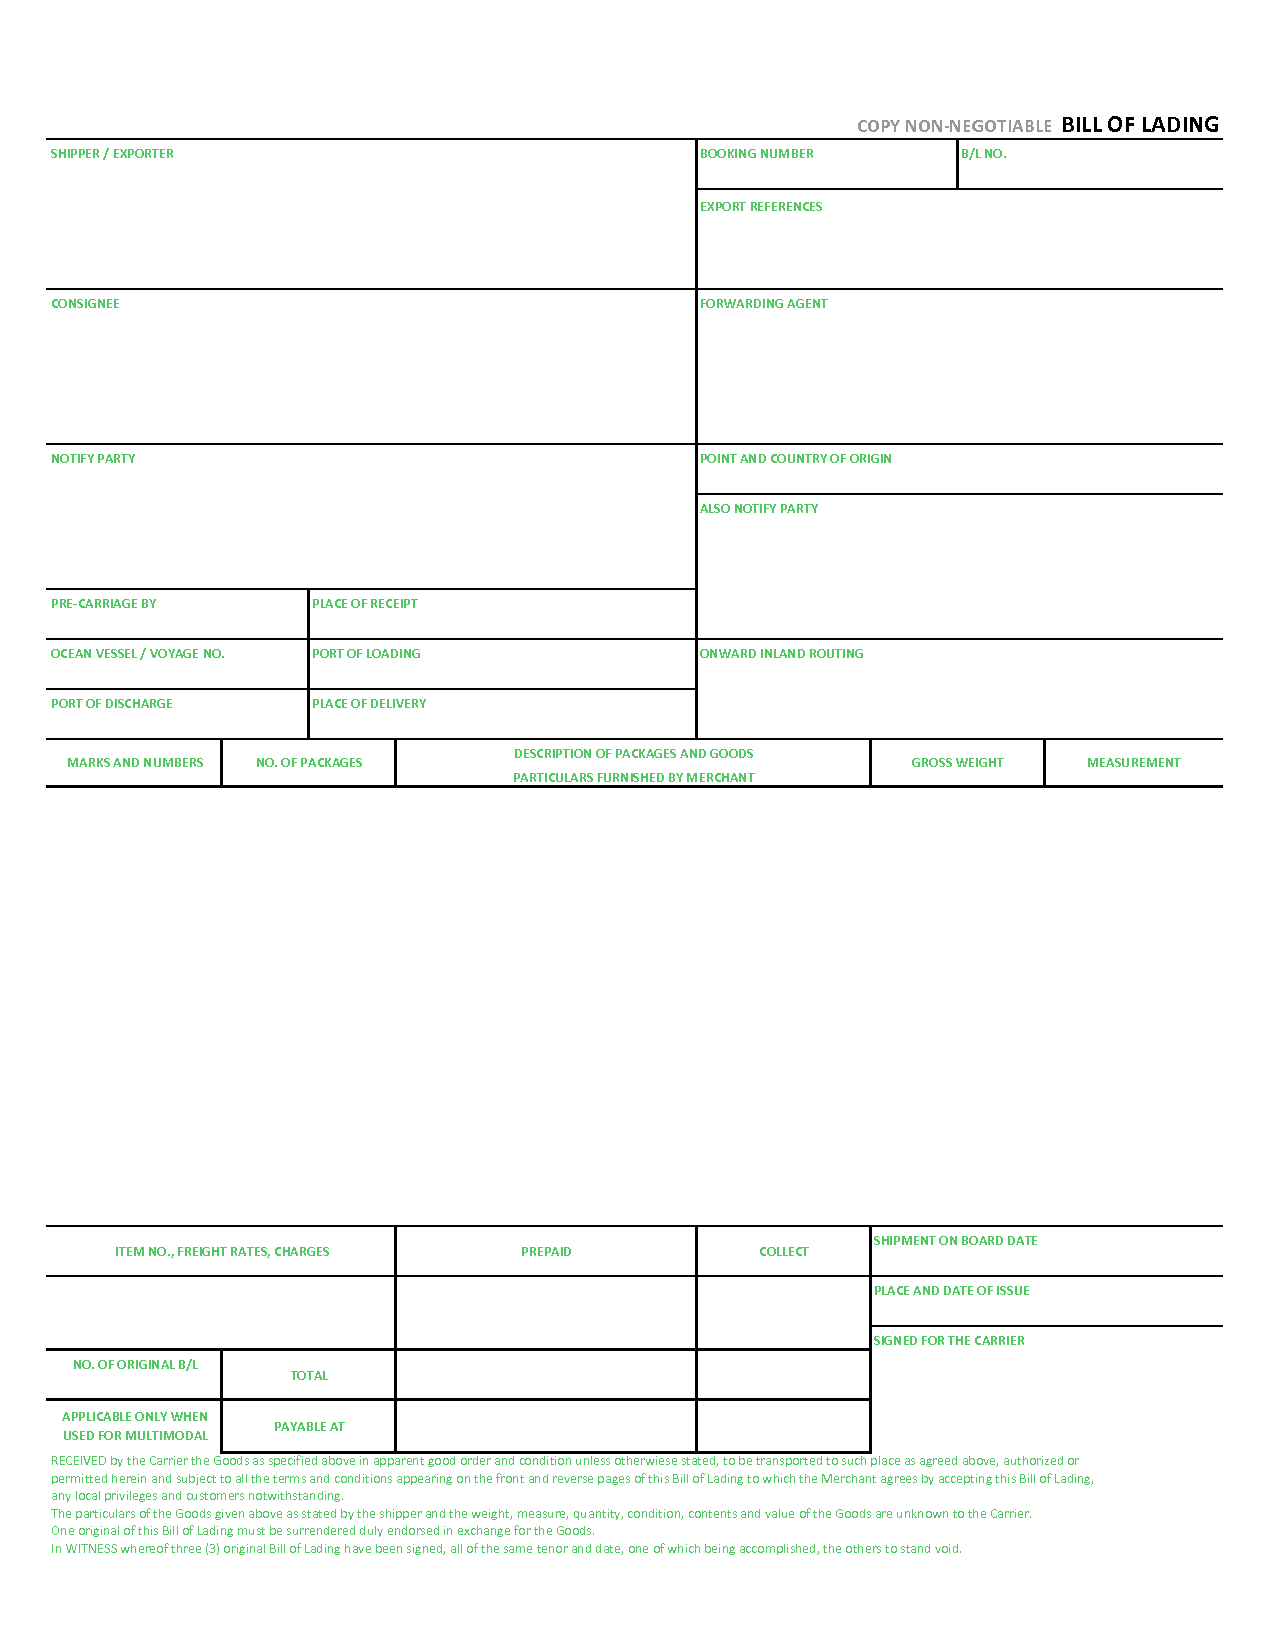 COPY NON-NEGOTIABLE BILL OF LADING
SHIPPER / EXPORTER
BOOKING NUMBER
B/L NO.
EXPORT REFERENCES
CONSIGNEE
FORWARDING AGENT
NOTIFY PARTY
POINT AND COUNTRY OF ORIGIN
ALSO NOTIFY PARTY
PRE-CARRIAGE BY
PLACE OF RECEIPT
OCEAN VESSEL / VOYAGE NO.
PORT OF LOADING
ONWARD INLAND ROUTING
PORT OF DISCHARGE
PLACE OF DELIVERY
MARKS AND NUMBERS
NO. OF PACKAGES
DESCRIPTION OF PACKAGES AND GOODS
PARTICULARS FURNISHED BY MERCHANT
GROSS WEIGHT
MEASUREMENT
ITEM NO., FREIGHT RATES, CHARGES
PREPAID
COLLECT
SHIPMENT ON BOARD DATE
PLACE AND DATE OF ISSUE
SIGNED FOR THE CARRIER
NO. OF ORIGINAL B/L
TOTAL
APPLICABLE ONLY WHEN
USED FOR MULTIMODAL
PAYABLE AT
RECEIVED by the Carrier the Goods as specified above in apparent good order and condition unless otherwiese stated, to be transported to such place as agreed above, authorized or
permitted herein and subject to all the terms and conditions appearing on the front and reverse pages of this Bill of Lading to which the Merchant agrees by accepting this Bill of Lading,
any local privileges and customers notwithstanding.
The particulars of the Goods given above as stated by the shipper and the weight, measure, quantity, condition, contents and value of the Goods are unknown to the Carrier.
One original of this Bill of Lading must be surrendered duly endorsed in exchange for the Goods.
In WITNESS whereof three (3) original Bill of Lading have been signed, all of the same tenor and date, one of which being accomplished, the others to stand void.